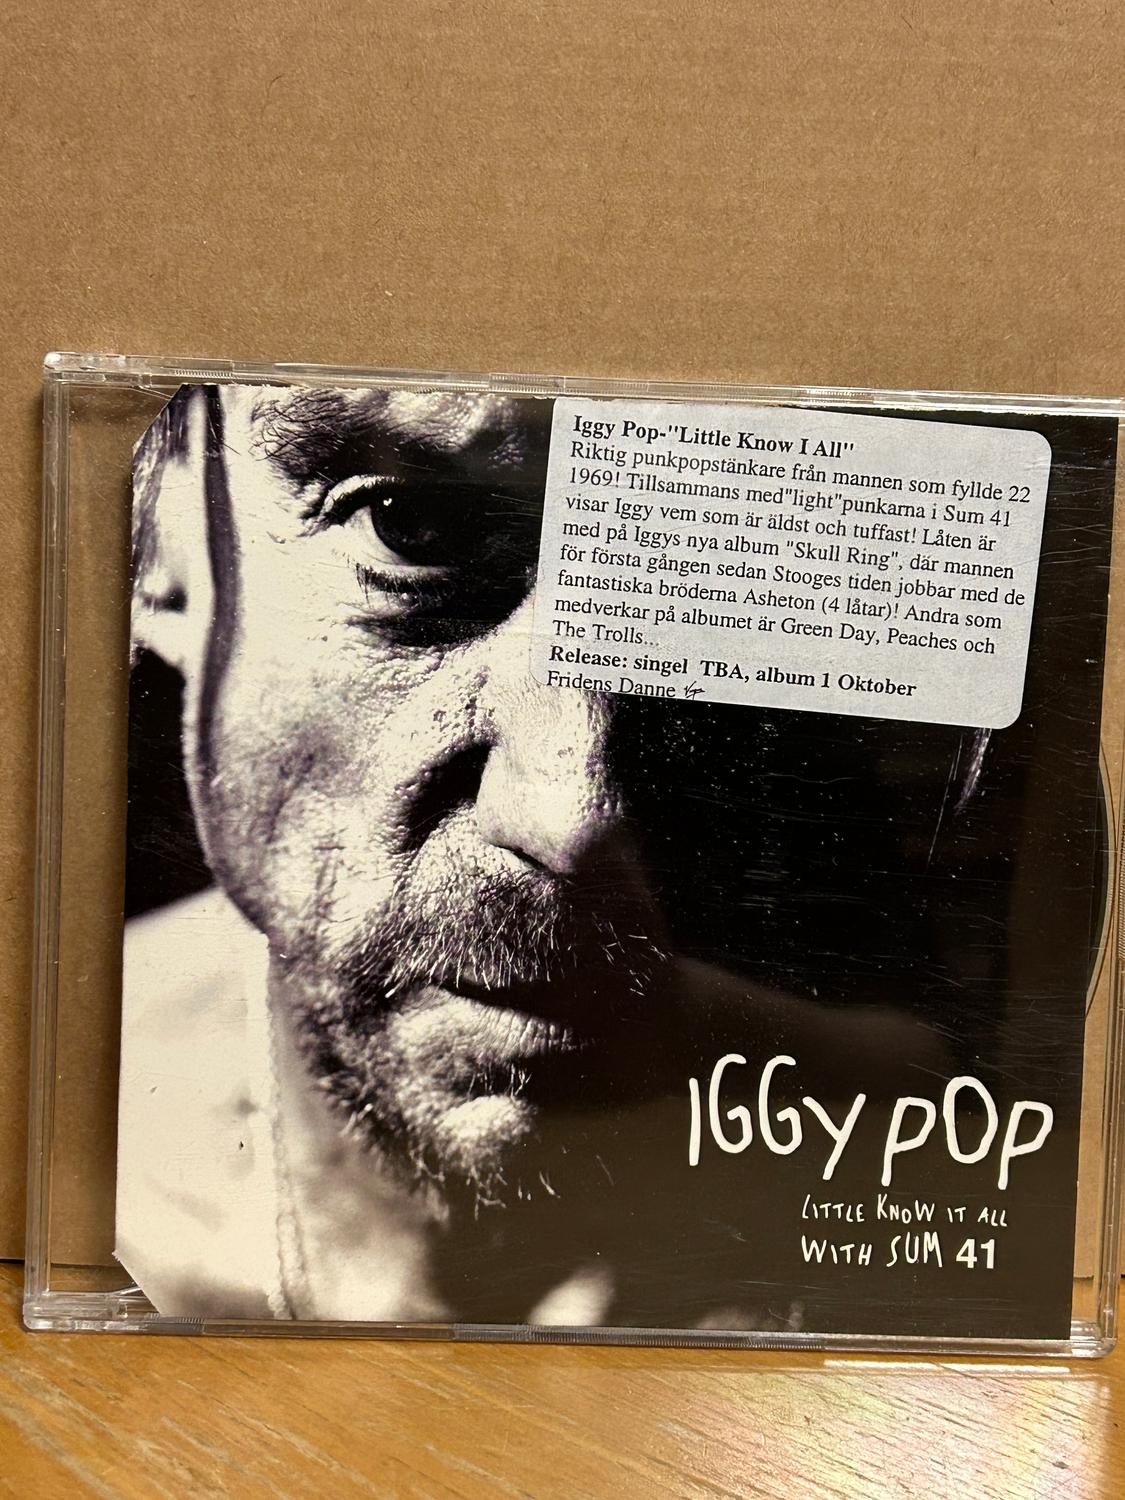 Iggy Pop-"Little Know I All"
Riktig punkpopstänkare från mannen som fyllde 22
1969! Tillsammans med"light"punkarna i Sum 41
visar Iggy vem som är äldst och tuffast! Låten är
med på Iggys nya album "Skull Ring", där mannen
för första gången sedan Stooges tiden jobbar med de
fantastiska bröderna Asheton (4 låtar)! Andra som
medverkar på albumet är Green Day, Peaches och
The Trolls...
Release: singel TBA, album 1 Oktober
Fridens Danne
IGGY POP
LITTLE KNOW IT ALL
WITH SUM 41